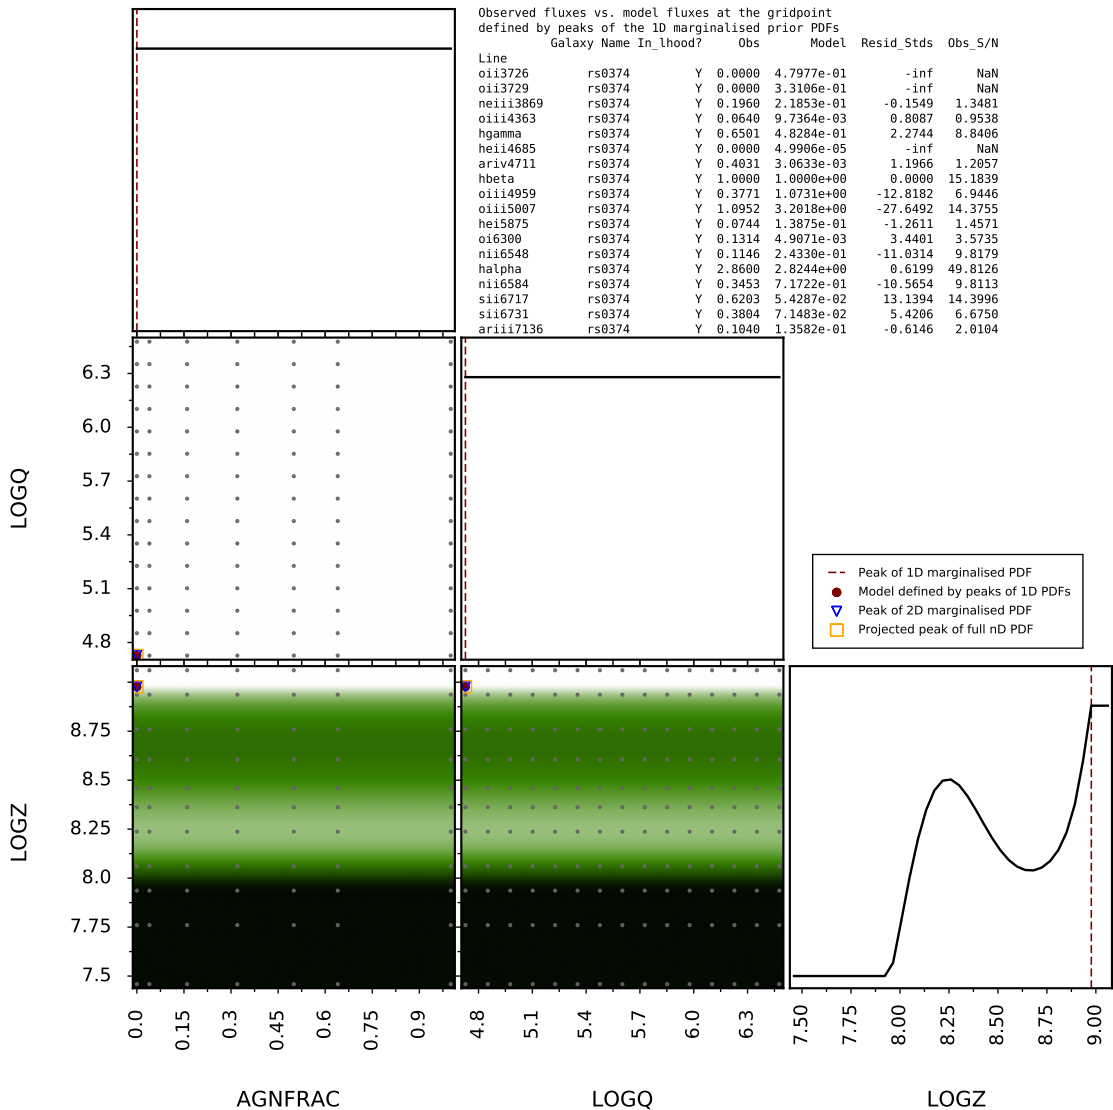 Observed fluxes vs. model fluxes at the gridpoint
defined by peaks of the 1D marginalised prior PDFs
Galaxy Name In_lhood? Obs Model Resid_Stds Obs_S/N
Line
oii3726 rs0374 Y 0.0000 4.7977e-01 -inf NaN
oii3729 rs0374 Y 0.0000 3.3106e-01 -inf NaN
neiii3869 rs0374 Y 0.1960 2.1853e-01 -0.1549 1.3481
oiii4363 rs0374 Y 0.0640 9.7364e-03 0.8087 0.9538
hgamma rs0374 Y 0.6501 4.8284e-01 2.2744 8.8406
heii4685 rs0374 Y 0.0000 4.9906e-05 -inf NaN
ariv4711 rs0374 Y 0.4031 3.0633e-03 1.1966 1.2057
hbeta rs0374 Y 1.0000 1.0000e+00 0.0000 15.1839
oiii4959 rs0374 Y 0.3771 1.0731e+00 -12.8182 6.9446
oiii5007 rs0374 Y 1.0952 3.2018e+00 -27.6492 14.3755
hei5875 rs0374 Y 0.0744 1.3875e-01 -1.2611 1.4571
oi6300 rs0374 Y 0.1314 4.9071e-03 3.4401 3.5735
nii6548 rs0374 Y 0.1146 2.4330e-01 -11.0314 9.8179
halpha rs0374 Y 2.8600 2.8244e+00 0.6199 49.8126
nii6584 rs0374 Y 0.3453 7.1722e-01 -10.5654 9.8113
sii6717 rs0374 Y 0.6203 5.4287e-02 13.1394 14.3996
sii6731 rs0374 Y 0.3804 7.1483e-02 5.4206 6.6750
ariii7136 rs0374 Y 0.1040 1.3582e-01 -0.6146 2.0104
6.3
6.0
5.7
5.4
5.1
4.8
LOGQ
Peak of 1D marginalised PDF
Model defined by peaks of 1D PDFs
Peak of 2D marginalised PDF
Projected peak of full nD PDF
8.75
8.5
8.25
8.0
7.75
7.5
LOGZ
0.0 0.15 0.3 0.45 0.6 0.75 0.9
4.8 5.1 5.4 5.7 6.0 6.3
7.50 7.75 8.00 8.25 8.50 8.75 9.00
AGNFRAC LOGQ LOGZ